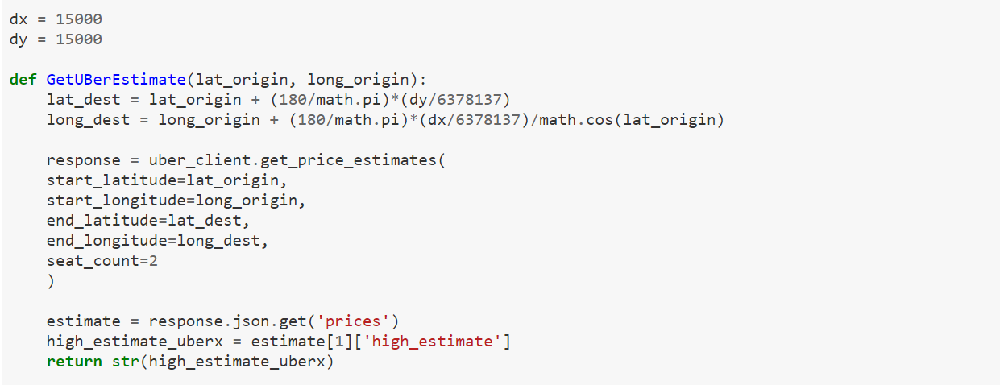 dx = 15000
dy = 15000
def GetUBerEstimate(lat_origin, long_origin):
    lat_dest = lat_origin + (180/math.pi)*(dy/6378137)
    long_dest = long_origin + (180/math.pi)*(dx/6378137)/math.cos(lat_origin)
    response = uber_client.get_price_estimates(
    start_latitude=lat_origin,
    start_longitude=long_origin,
    end_latitude=lat_dest,
    end_longitude=long_dest,
    seat_count=2
    )
    estimate = response.json.get('prices')
    high_estimate_uberx = estimate[1]['high_estimate']
    return str(high_estimate_uberx)